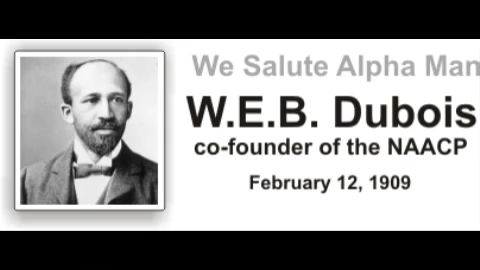 We Salute Alpha Man
W.E.B. Dubois
co-founder of the NAACP
February 12, 1909